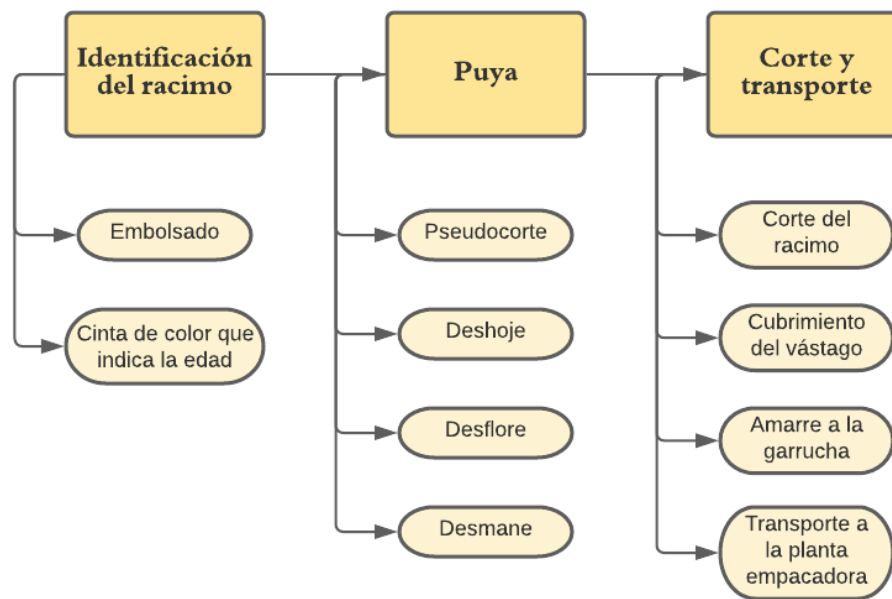 Identificación
del racimo
Embolsado
Cinta de color que
indica la edad
Puya
Pseudocorte
Deshoje
Desflore
Desmane
Corte y
transporte
Corte del
racimo
Cubrimiento
del vástago
Amarre a la
garrucha
Transporte a
la planta
empacadora